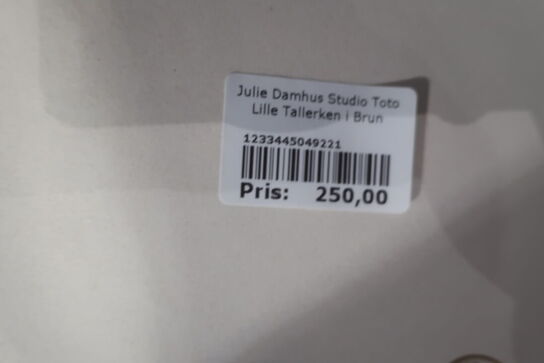 Julie Damhus Studio Toto
Lille Tallerken i Brun
1233445049221
Pris: 250,00